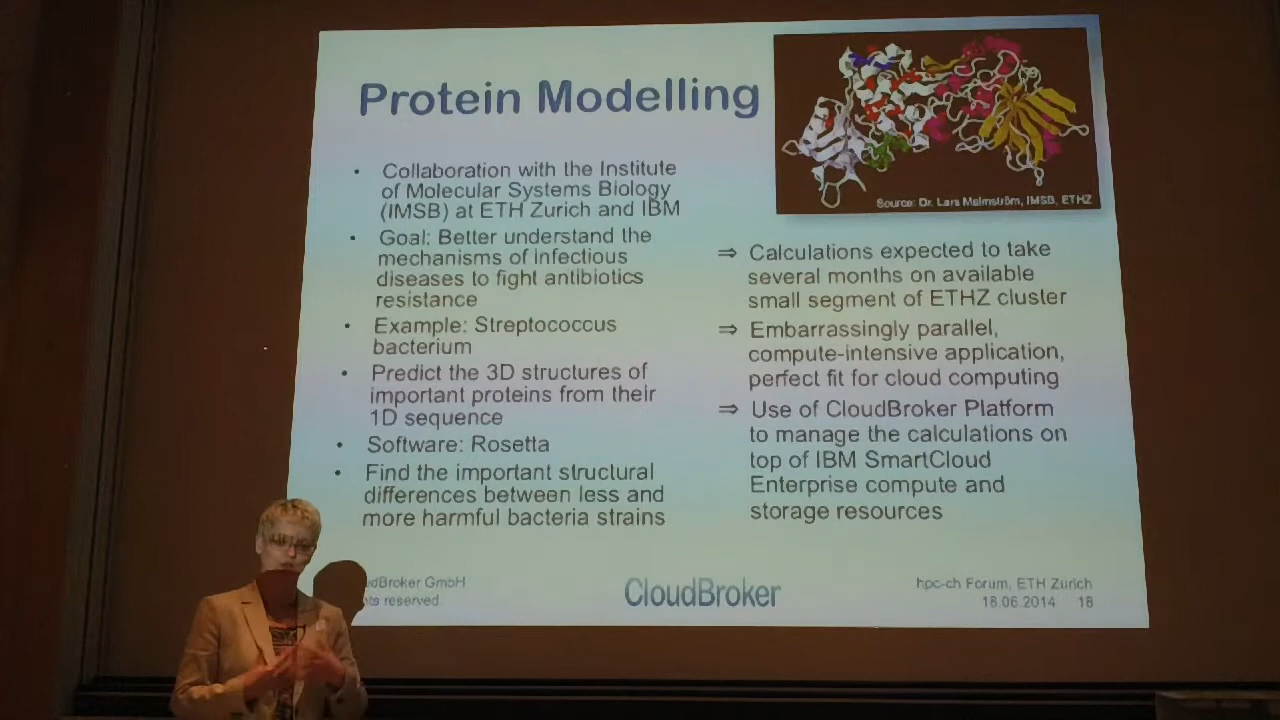 Protein Modelling
Source: Dr. Lars Malmström, IMSB, ETHZ
• Collaboration with the Institute
of Molecular Systems Biology
(IMSB) at ETH Zurich and IBM
• Goal: Better understand the
mechanisms of infectious
diseases to fight antibiotics
resistance
• Example: Streptococcus
bacterium
• Predict the 3D structures of
important proteins from their
1D sequence
• Software: Rosetta
• Find the important structural
differences between less and
more harmful bacteria strains
⇒ Calculations expected to take
several months on available
small segment of ETHZ cluster
⇒ Embarrassingly parallel,
compute-intensive application,
perfect fit for cloud computing
⇒ Use of CloudBroker Platform
to manage the calculations on
top of IBM SmartCloud
Enterprise compute and
storage resources
GmbH
reserved.
CloudBroker
hpc-ch Forum, ETH Zürich
18.06.2014 18